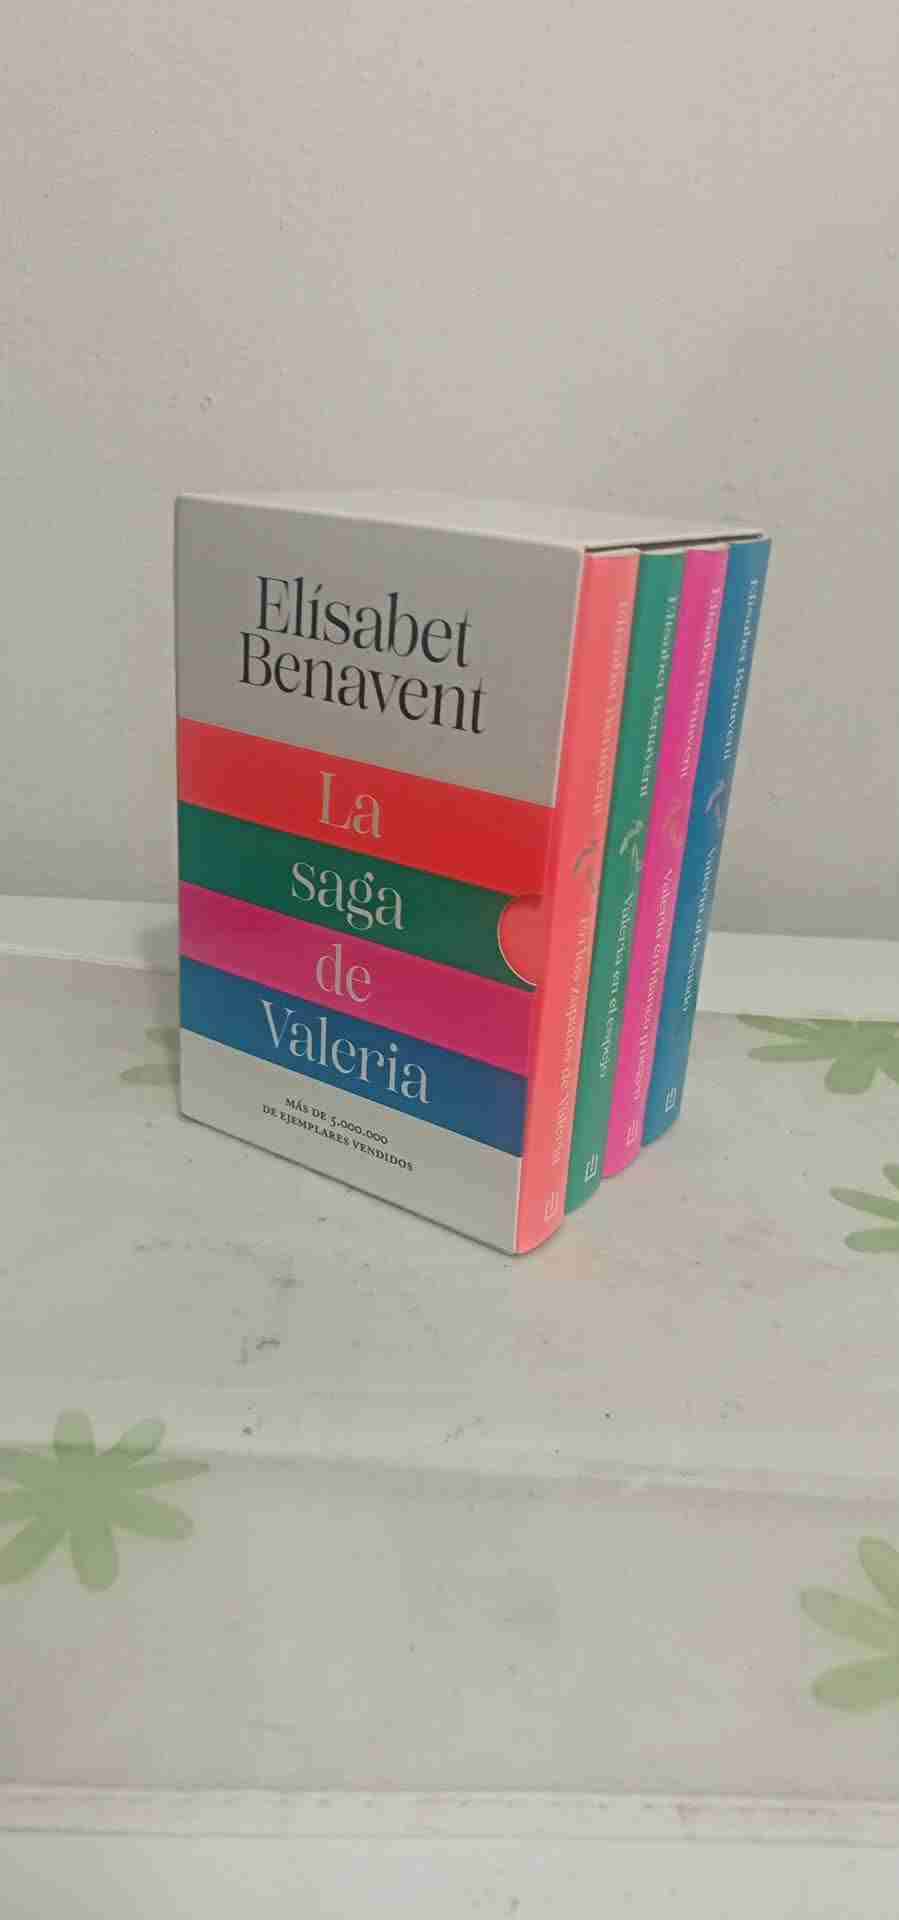 Elísabet
Benavent
La
saga
de
Valeria
MÁS DE 5.000.000
DE EJEMPLARES VENDIDOS
Elísabet Benavent
En los zapatos de Valeria
Elísabet Benavent
Valeria en el espejo
Elísabet Benavent
Valeria en blanco y negro
Elísabet Benavent
Valeria al desnudo